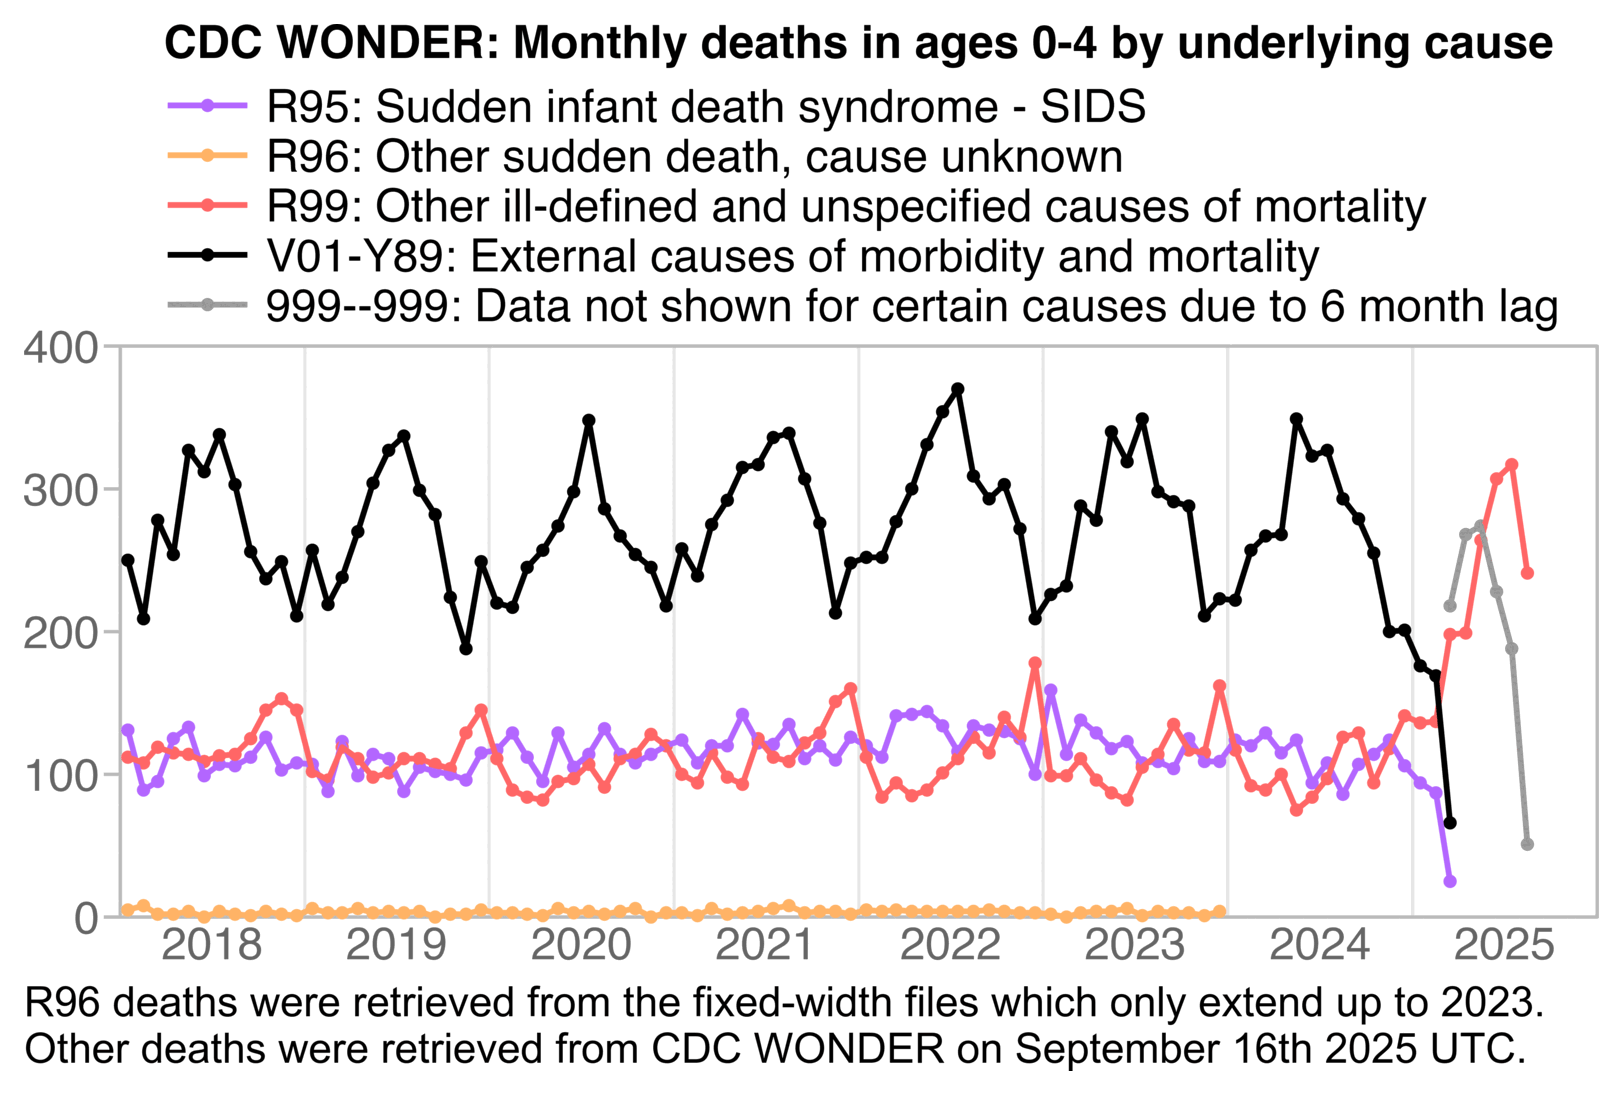 CDC WONDER: Monthly deaths in ages 0-4 by underlying cause
R95: Sudden infant death syndrome - SIDS
R96: Other sudden death, cause unknown
R99: Other ill-defined and unspecified causes of mortality
V01-Y89: External causes of morbidity and mortality
999--999: Data not shown for certain causes due to 6 month lag
400
300
200
100
0
2018 2019 2020 2021 2022 2023 2024 2025
R96 deaths were retrieved from the fixed-width files which only extend up to 2023.
Other deaths were retrieved from CDC WONDER on September 16th 2025 UTC.